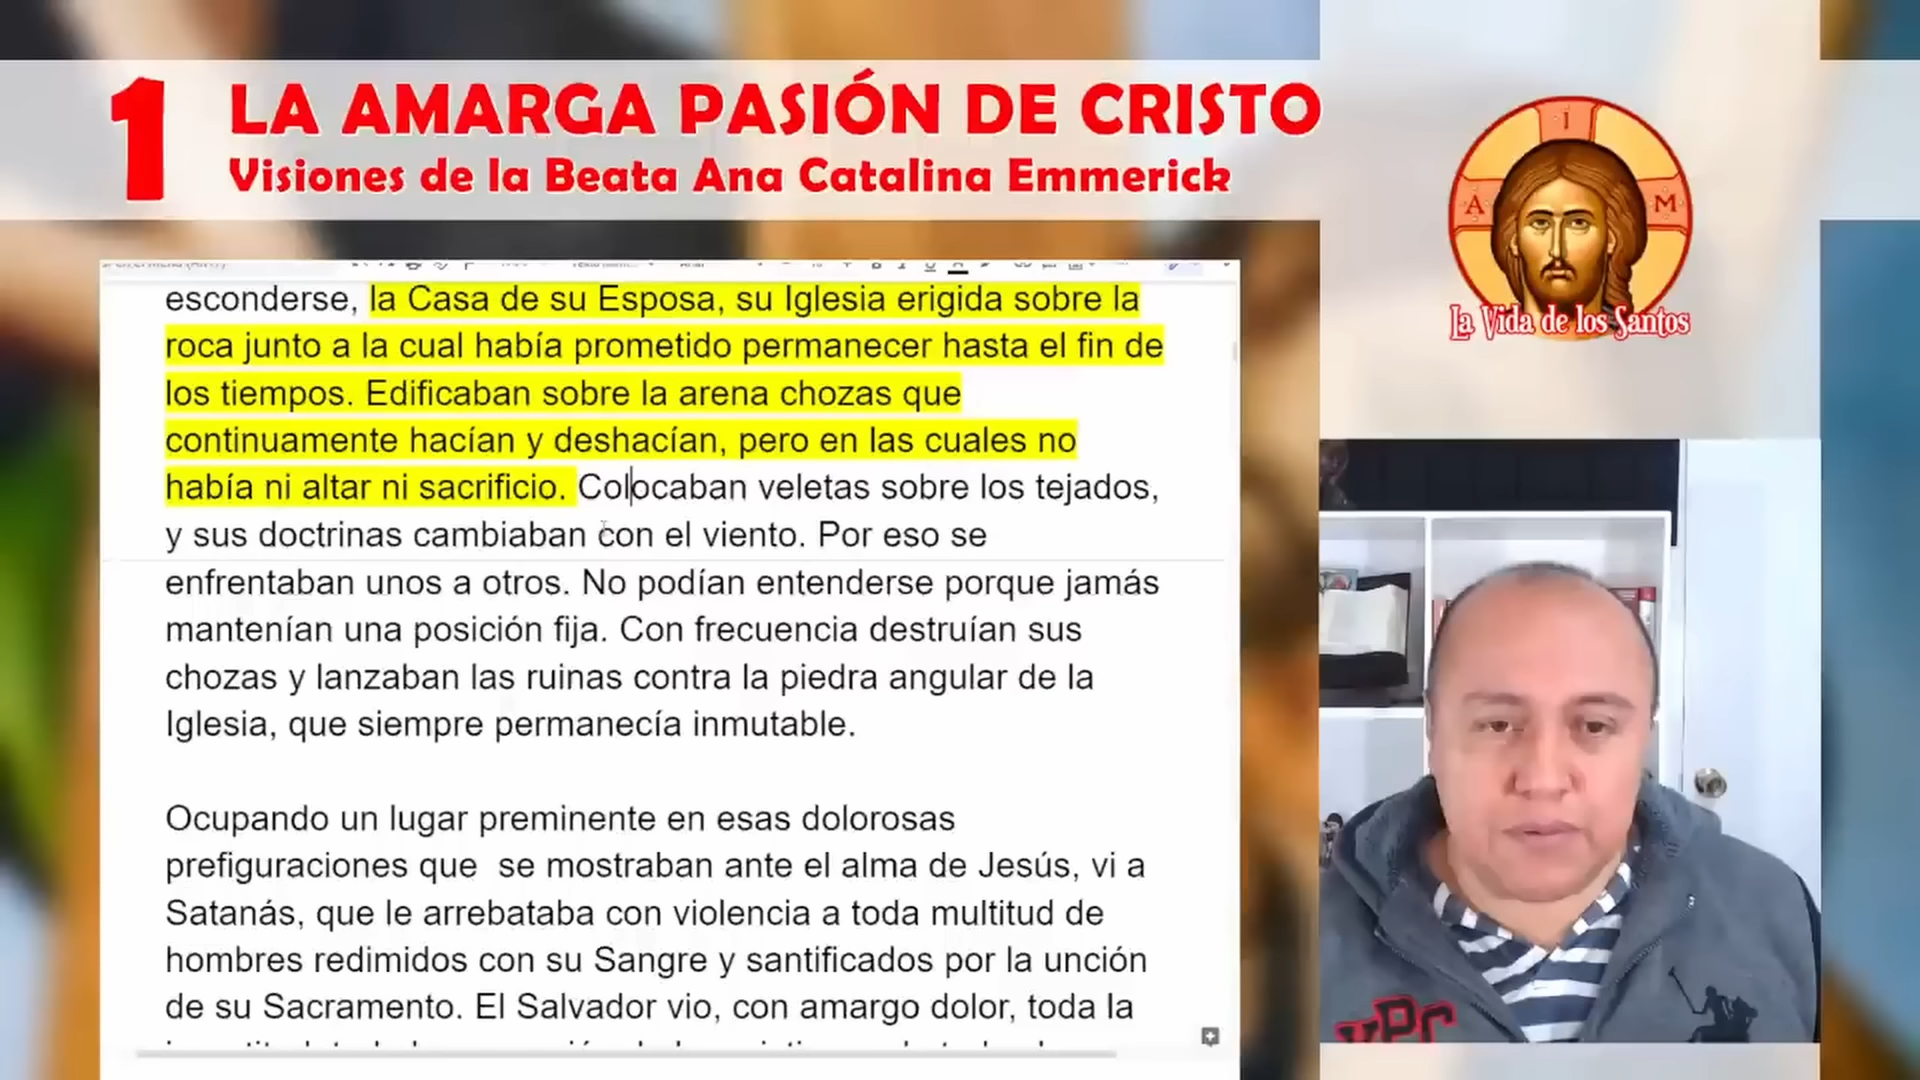 1
LA AMARGA PASIÓN DE CRISTO
Visiones de la Beata Ana Catalina Emmerick
I
A
M
La Vida de los Santos
esconderse, la Casa de su Esposa, su Iglesia erigida sobre la
roca junto a la cual había prometido permanecer hasta el fin de
los tiempos. Edificaban sobre la arena chozas que
continuamente hacían y deshacían, pero en las cuales no
había ni altar ni sacrificio. Colocaban veletas sobre los tejados,
y sus doctrinas cambiaban con el viento. Por eso se
enfrentaban unos a otros. No podían entenderse porque jamás
mantenían una posición fija. Con frecuencia destruían sus
chozas y lanzaban las ruinas contra la piedra angular de la
Iglesia, que siempre permanecía inmutable.
Ocupando un lugar preminente en esas dolorosas
prefiguraciones que se mostraban ante el alma de Jesús, vi a
Satanás, que le arrebataba con violencia a toda multitud de
hombres redimidos con su Sangre y santificados por la unción
de su Sacramento. El Salvador vio, con amargo dolor, toda la